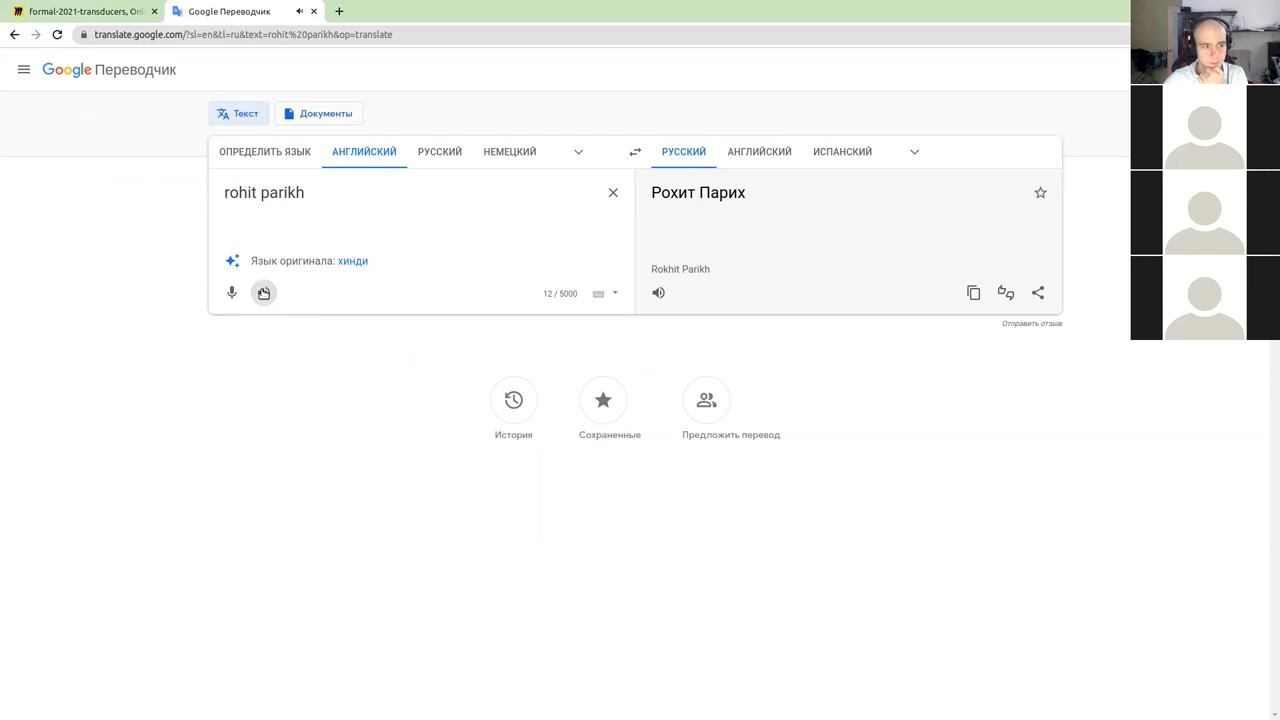 formal-2021-transducers, Onl
Google Переводчик
translate.google.com/?sl=en&tl=ru&text=rohit%20parikh&op=translate
Google Переводчик
Текст
Документы
ОПРЕДЕЛИТЬ ЯЗЫК
АНГЛИЙСКИЙ
РУССКИЙ
НЕМЕЦКИЙ
РУССКИЙ
АНГЛИЙСКИЙ
ИСПАНСКИЙ
rohit parikh
Рохит Парих
Язык оригинала: хинди
Rokhit Parikh
12 / 5000
Отправить отзыв
История
Сохраненные
Предложить перевод